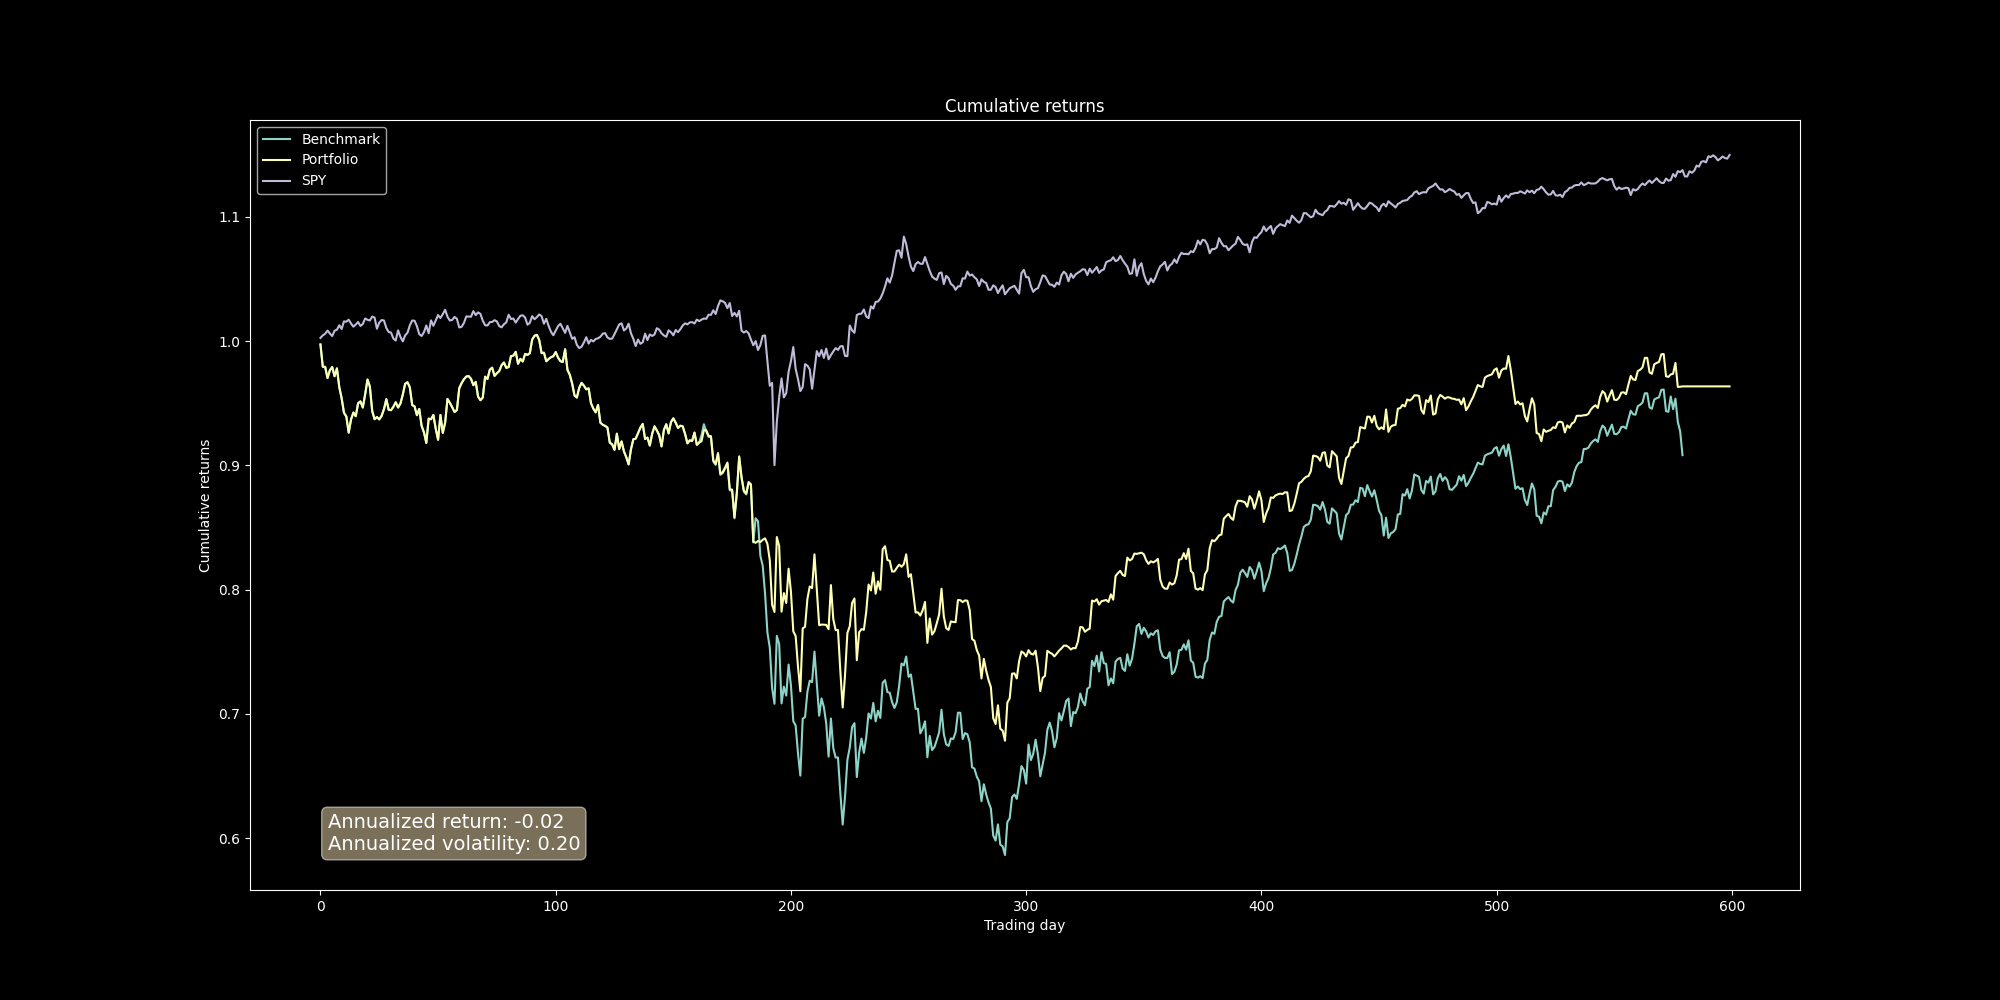 Cumulative returns
Benchmark
Portfolio
SPY
1.1
1.0
0.9
0.8
0.7
0.6
Cumulative returns
Annualized return: -0.02
Annualized volatility: 0.20
0 100 200 300 400 500 600
Trading day